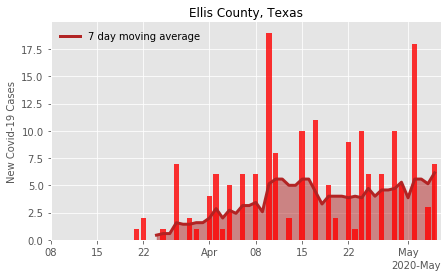 Ellis County, Texas
7 day moving average
New Covid-19 Cases
17.5
15.0
12.5
10.0
7.5
5.0
2.5
0.0
08 15 22 Apr 08 15 22 May
2020-May